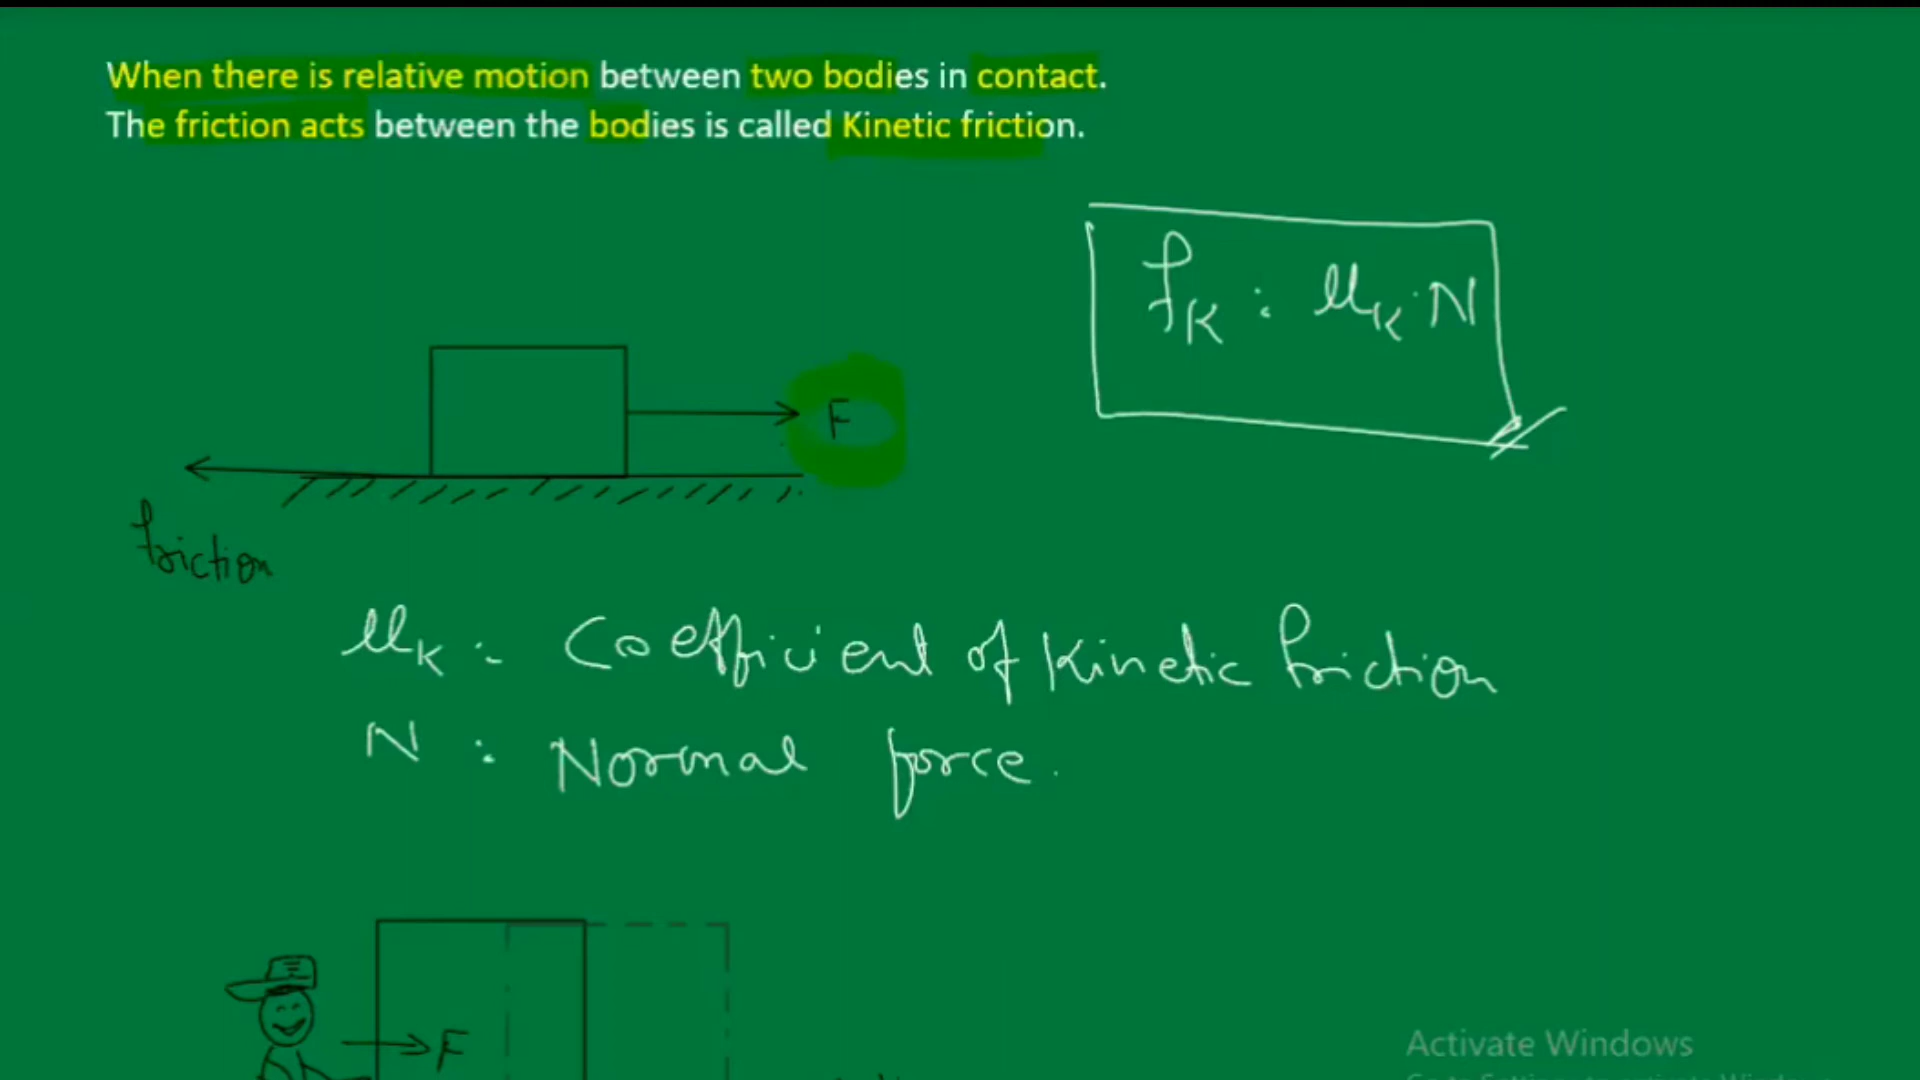 When there is relative motion between two bodies in contact.
The friction acts between the bodies is called Kinetic friction.
fK : μK · N
F
friction
μK : Coefficient of Kinetic friction
N : Normal force.
F
Activate Windows